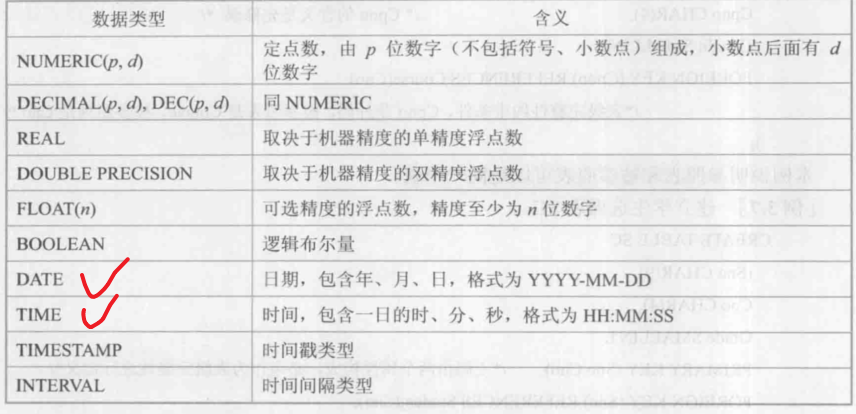 数据类型 含义
NUMERIC(p, d) 定点数，由 p 位数字（不包括符号、小数点）组成，小数点后面有 d
位数字
DECIMAL(p, d), DEC(p, d) 同 NUMERIC
REAL 取决于机器精度的单精度浮点数
DOUBLE PRECISION 取决于机器精度的双精度浮点数
FLOAT(n) 可选精度的浮点数，精度至少为 n 位数字
BOOLEAN 逻辑布尔量
DATE 日期，包含年、月、日，格式为 YYYY-MM-DD
TIME 时间，包含一日的时、分、秒，格式为 HH:MM:SS
TIMESTAMP 时间戳类型
INTERVAL 时间间隔类型